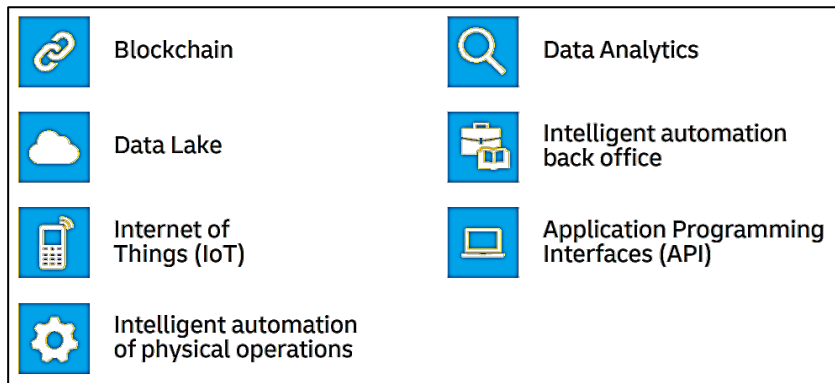 Blockchain
Data Analytics
Data Lake
Intelligent automation
back office
Internet of
Things (IoT)
Application Programming
Interfaces (API)
Intelligent automation
of physical operations